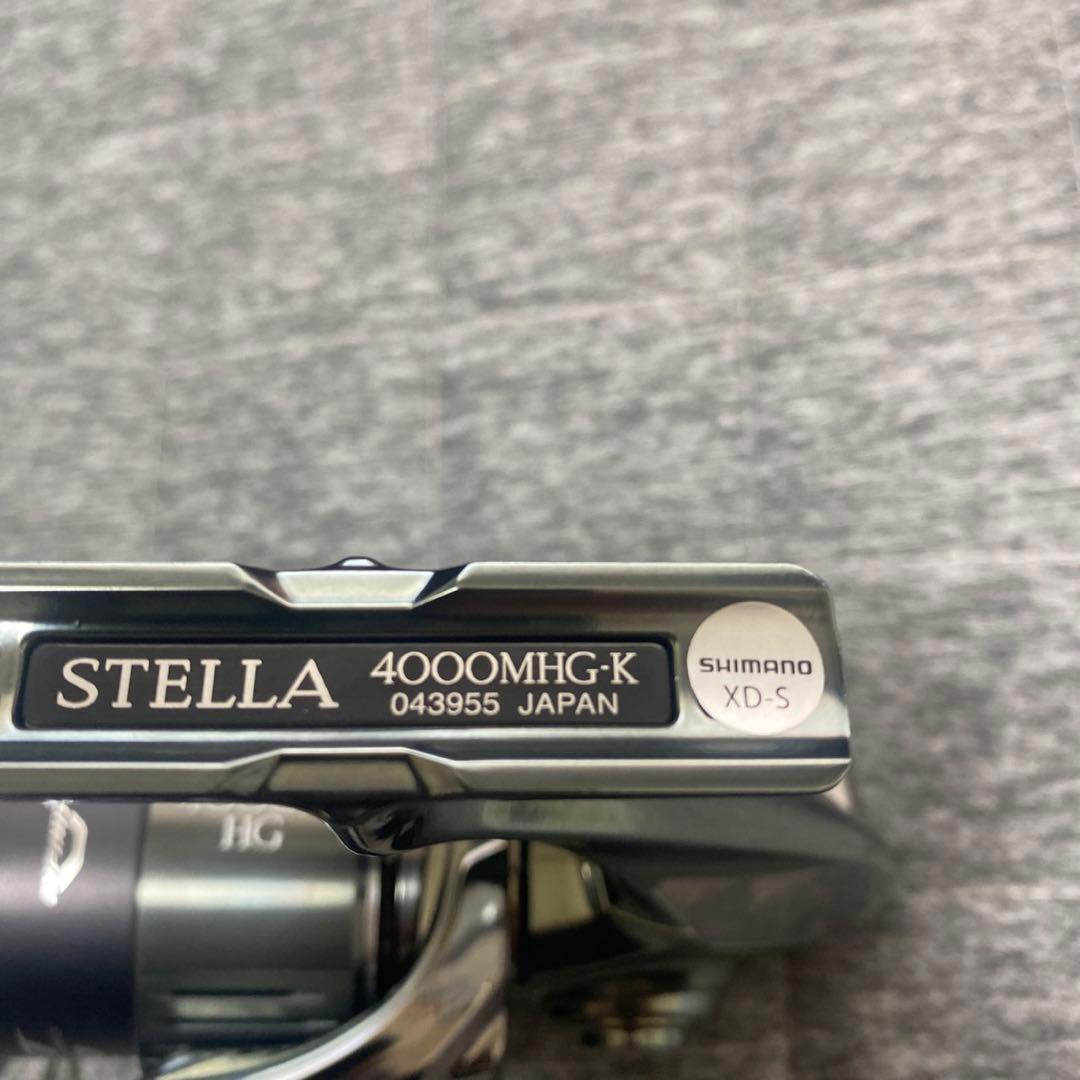 STELLA 4000MHG-K
043955 JAPAN
SHIMANO
XD-S
HG